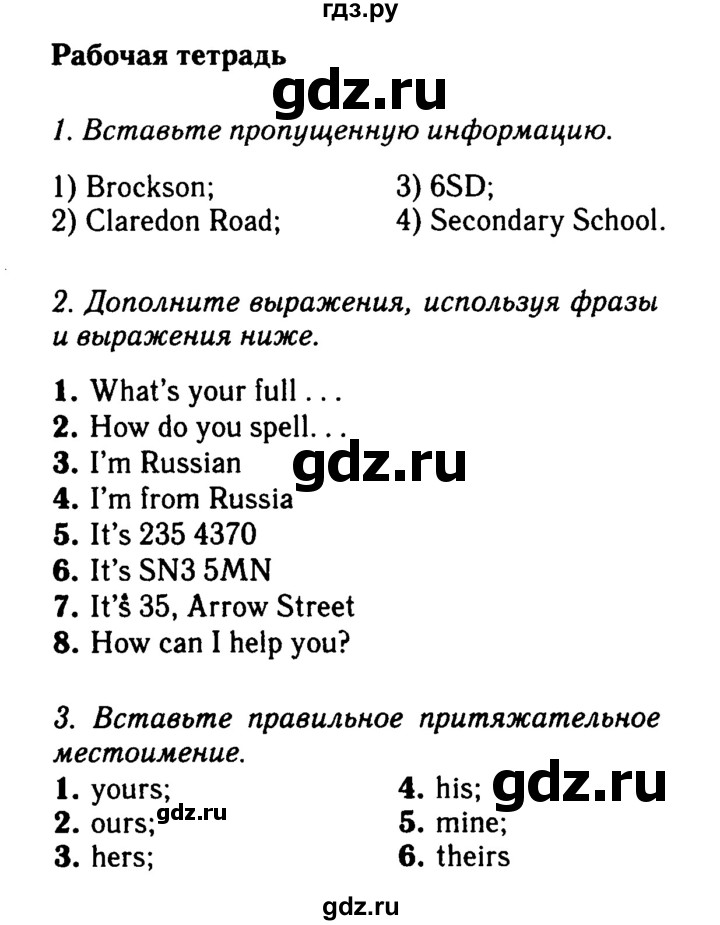 гдз.ру
Рабочая тетрадь
gdz.ru
1. Вставьте пропущенную информацию.
1) Brockson; 3) 6SD;
2) Claredon Road; 4) Secondary School.
2. Дополните выражения, используя фразы
и выражения ниже.
1. What's your full . . .
2. How do you spell. . .
3. I'm Russian
gdz.ru
4. I'm from Russia
5. It's 235 4370
6. It's SN3 5MN
7. It's 35, Arrow Street
8. How can I help you?
3. Вставьте правильное притяжательное
местоимение.
1. yours; 4. his;
gdz.ru
gdz.ru
2. ours; 5. mine;
3. hers; 6. theirs
gdz.ru